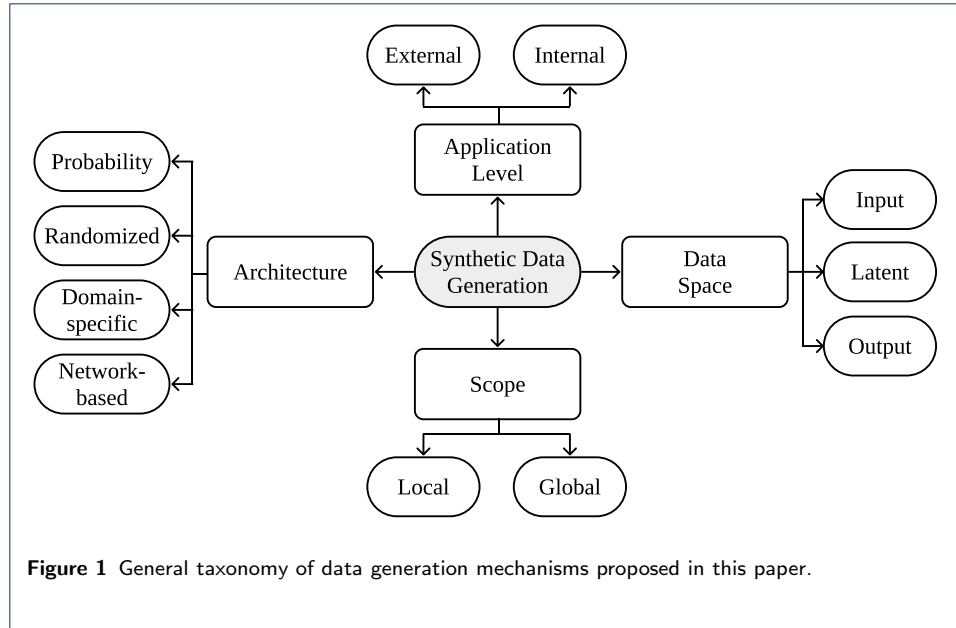 External
Internal
Application
Level
Probability
Randomized
Domain-
specific
Network-
based
Architecture
Synthetic Data
Generation
Data
Space
Input
Latent
Output
Scope
Local
Global
Figure 1 General taxonomy of data generation mechanisms proposed in this paper.